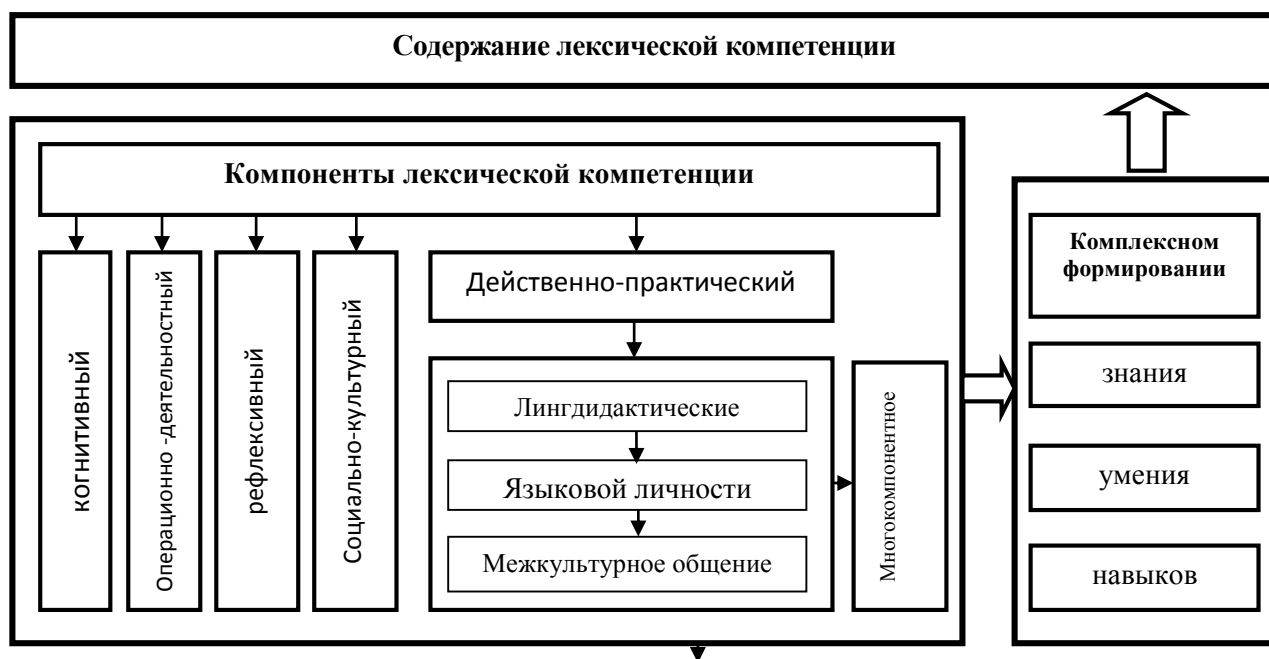 Содержание лексической компетенции
Компоненты лексической компетенции
когнитивный
Операционно -деятельностный
рефлексивный
Социально-культурный
Действенно-практический
Лингдидактические
Языковой личности
Межкультурное общение
Многокомпонентное
Комплексном
формировании
знания
умения
навыков